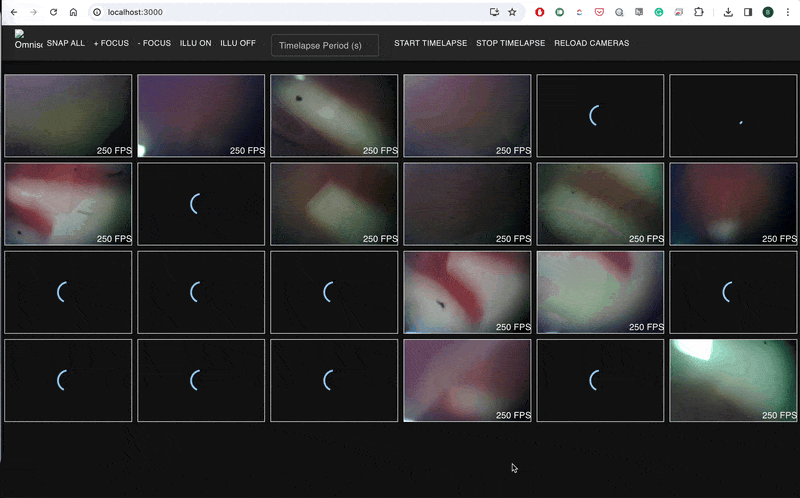 localhost:3000
Omnisc
SNAP ALL + FOCUS - FOCUS ILLU ON ILLU OFF Timelapse Period (s) START TIMELAPSE STOP TIMELAPSE RELOAD CAMERAS
250 FPS 250 FPS 250 FPS 250 FPS
250 FPS 250 FPS 250 FPS 250 FPS 250 FPS
250 FPS 250 FPS
250 FPS 250 FPS